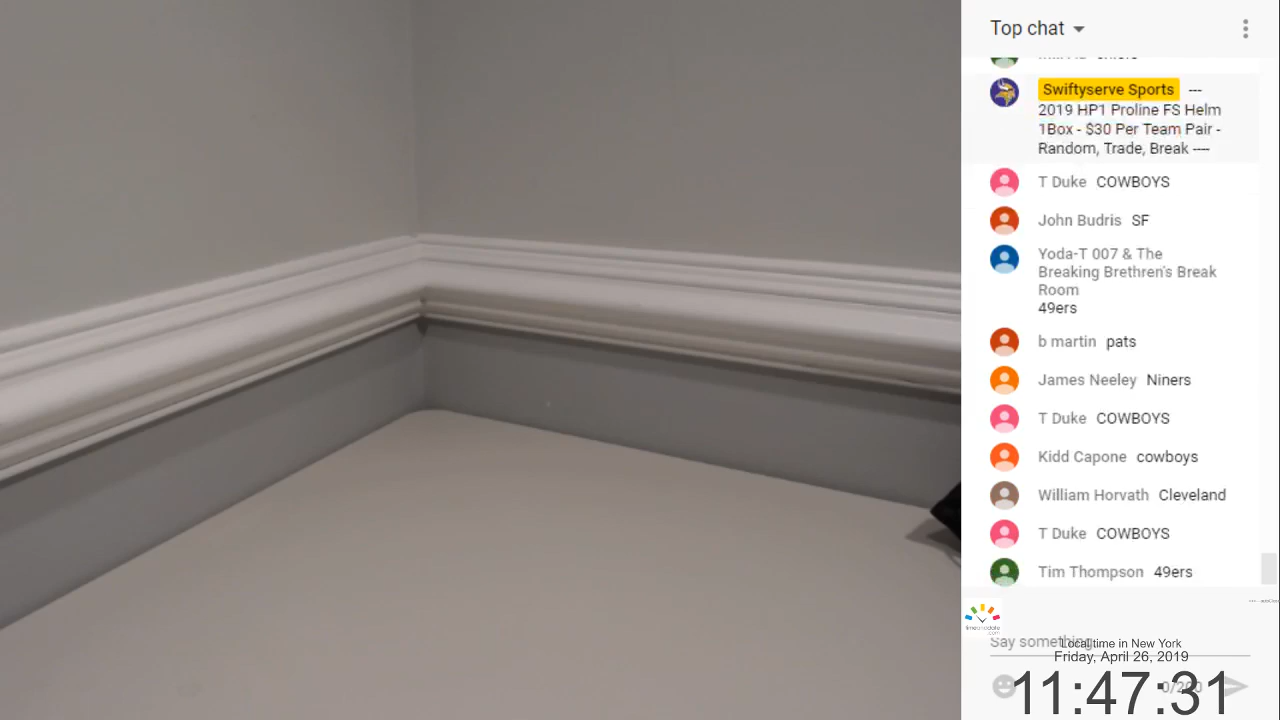 Top chat
Swiftyserve Sports ---
2019 HP1 Proline FS Helm
1Box - $30 Per Team Pair -
Random, Trade, Break ----
T Duke COWBOYS
John Budris SF
Yoda-T 007 & The
Breaking Brethren's Break
Room
49ers
b martin pats
James Neeley Niners
T Duke COWBOYS
Kidd Capone cowboys
William Horvath Cleveland
T Duke COWBOYS
Tim Thompson 49ers
Say something...
Local time in New York
Friday, April 26, 2019
11:47:31